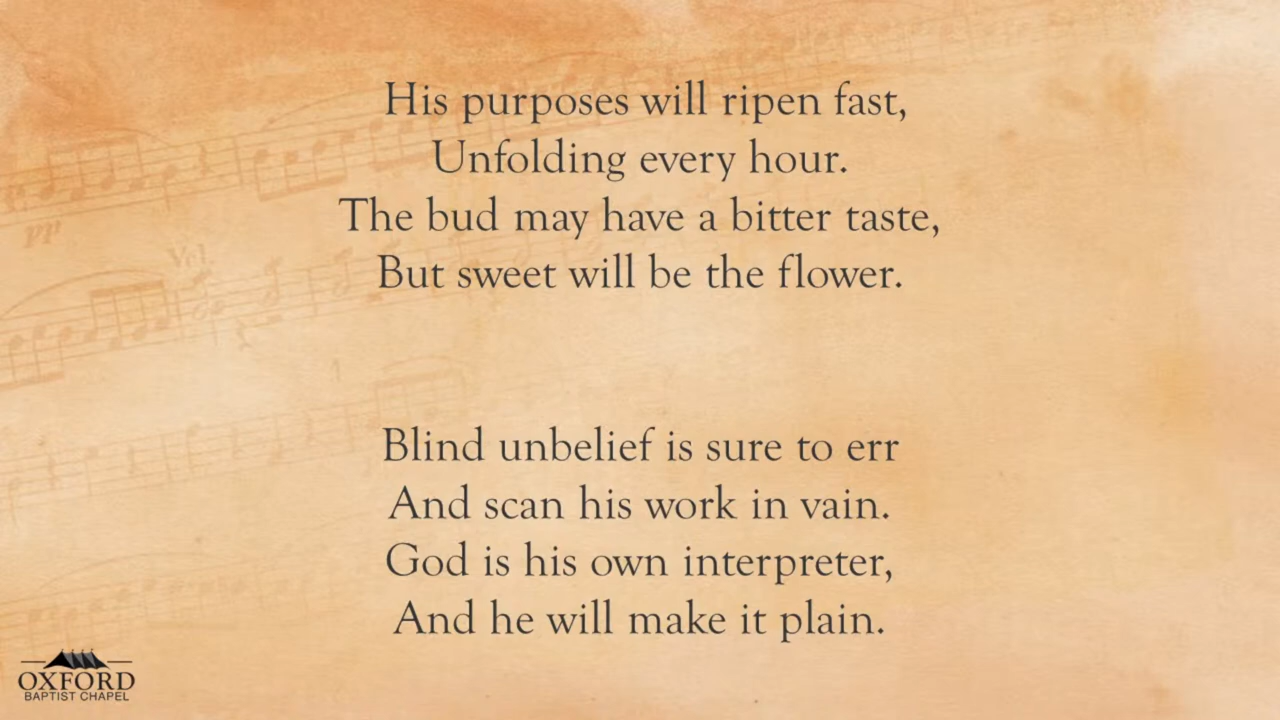 His purposes will ripen fast,
Unfolding every hour.
The bud may have a bitter taste,
But sweet will be the flower.
Blind unbelief is sure to err
And scan his work in vain.
God is his own interpreter,
And he will make it plain.
OXFORD
BAPTIST CHAPEL